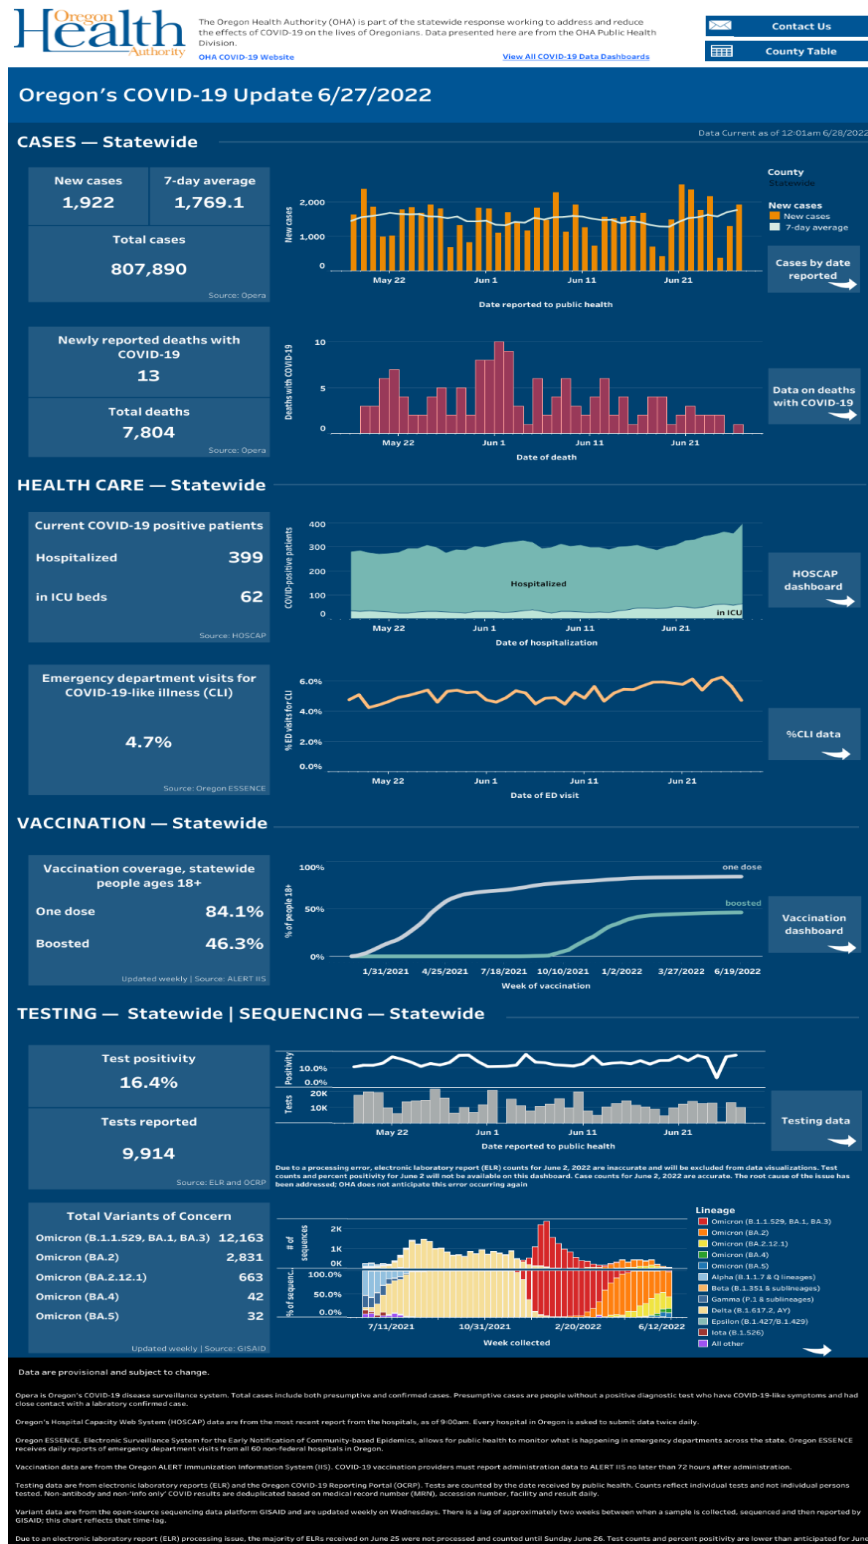 Oregon
Health
Authority
The Oregon Health Authority (OHA) is part of the statewide response working to address and reduce
the effects of COVID-19 on the lives of Oregonians. Data presented here are from the OHA Public Health
Division.
OHA COVID-19 Website
View All COVID-19 Data Dashboards
Contact Us
County Table
Oregon's COVID-19 Update 6/27/2022
Data Current as of 12:01am 6/28/2022
CASES — Statewide
New cases
1,922
7-day average
1,769.1
Total cases
807,890
Source: Opera
New cases
2,000
1,000
0
May 22
Jun 1
Jun 11
Jun 21
Date reported to public health
County
Statewide
New cases
New cases
7-day average
Cases by date
reported
Newly reported deaths with
COVID-19
13
Total deaths
7,804
Source: Opera
Deaths with COVID-19
10
5
0
May 22
Jun 1
Jun 11
Jun 21
Date of death
Data on deaths
with COVID-19
HEALTH CARE — Statewide
Current COVID-19 positive patients
Hospitalized 399
in ICU beds 62
Source: HOSCAP
COVID-positive patients
400
300
200
100
0
Hospitalized
in ICU
May 22
Jun 1
Jun 11
Jun 21
Date of hospitalization
HOSCAP
dashboard
Emergency department visits for
COVID-19-like illness (CLI)
4.7%
Source: Oregon ESSENCE
% ED visits for CLI
6.0%
4.0%
2.0%
0.0%
May 22
Jun 1
Jun 11
Jun 21
Date of ED visit
%CLI data
VACCINATION — Statewide
Vaccination coverage, statewide
people ages 18+
One dose 84.1%
Boosted 46.3%
Updated weekly | Source: ALERT IIS
% of people 18+
100%
50%
0%
one dose
boosted
1/31/2021
4/25/2021
7/18/2021
10/10/2021
1/2/2022
3/27/2022
6/19/2022
Week of vaccination
Vaccination
dashboard
TESTING — Statewide | SEQUENCING — Statewide
Test positivity
16.4%
Tests reported
9,914
Source: ELR and OCRP
Positivity
10.0%
0.0%
Tests
20K
10K
May 22
Jun 1
Jun 11
Jun 21
Date reported to public health
Testing data
Due to a processing error, electronic laboratory report (ELR) counts for June 2, 2022 are inaccurate and will be excluded from data visualizations. Test
counts and percent positivity for June 2 will not be available on this dashboard. Case counts for June 2, 2022 are accurate. The root cause of the issue has
been addressed; OHA does not anticipate this error occurring again
Total Variants of Concern
Omicron (B.1.1.529, BA.1, BA.3) 12,163
Omicron (BA.2) 2,831
Omicron (BA.2.12.1) 663
Omicron (BA.4) 42
Omicron (BA.5) 32
Updated weekly | Source: GISAID
# of
sequences
2K
1K
0K
% of sequenc..
100.0%
50.0%
0.0%
7/11/2021
10/31/2021
2/20/2022
6/12/2022
Week collected
Lineage
Omicron (B.1.1.529, BA.1, BA.3)
Omicron (BA.2)
Omicron (BA.2.12.1)
Omicron (BA.4)
Omicron (BA.5)
Alpha (B.1.1.7 & Q lineages)
Beta (B.1.351 & sublineages)
Gamma (P.1 & sublineages)
Delta (B.1.617.2, AY)
Epsilon (B.1.427/B.1.429)
Iota (B.1.526)
All other
Data are provisional and subject to change.
Opera is Oregon's COVID-19 disease surveillance system. Total cases include both presumptive and confirmed cases. Presumptive cases are people without a positive diagnostic test who have COVID-19-like symptoms and had
close contact with a labratory confirmed case.
Oregon's Hospital Capacity Web System (HOSCAP) data are from the most recent report from the hospitals, as of 9:00am. Every hospital in Oregon is asked to submit data twice daily.
Oregon ESSENCE, Electronic Surveillance System for the Early Notification of Community-based Epidemics, allows for public health to monitor what is happening in emergency departments across the state. Oregon ESSENCE
receives daily reports of emergency department visits from all 60 non-federal hospitals in Oregon.
Vaccination data are from the Oregon ALERT Immunization Information System (IIS). COVID-19 vaccination providers must report administration data to ALERT IIS no later than 72 hours after administration.
Testing data are from electronic laboratory reports (ELR) and the Oregon COVID-19 Reporting Portal (OCRP). Tests are counted by the date received by public health. Counts reflect individual tests and not individual persons
tested. Non-antibody and non-'info only' COVID results are deduplicated based on medical record number (MRN), accession number, facility and result daily.
Variant data are from the open-source sequencing data platform GISAID and are updated weekly on Wednesdays. There is a lag of approximately two weeks between when a sample is collected, sequenced and then reported by
GISAID; this chart reflects that time-lag.
Due to an electronic laboratory report (ELR) processing issue, the majority of ELRs received on June 25 were not processed and counted until Sunday June 26. Test counts and percent positivity are lower than anticipated for June